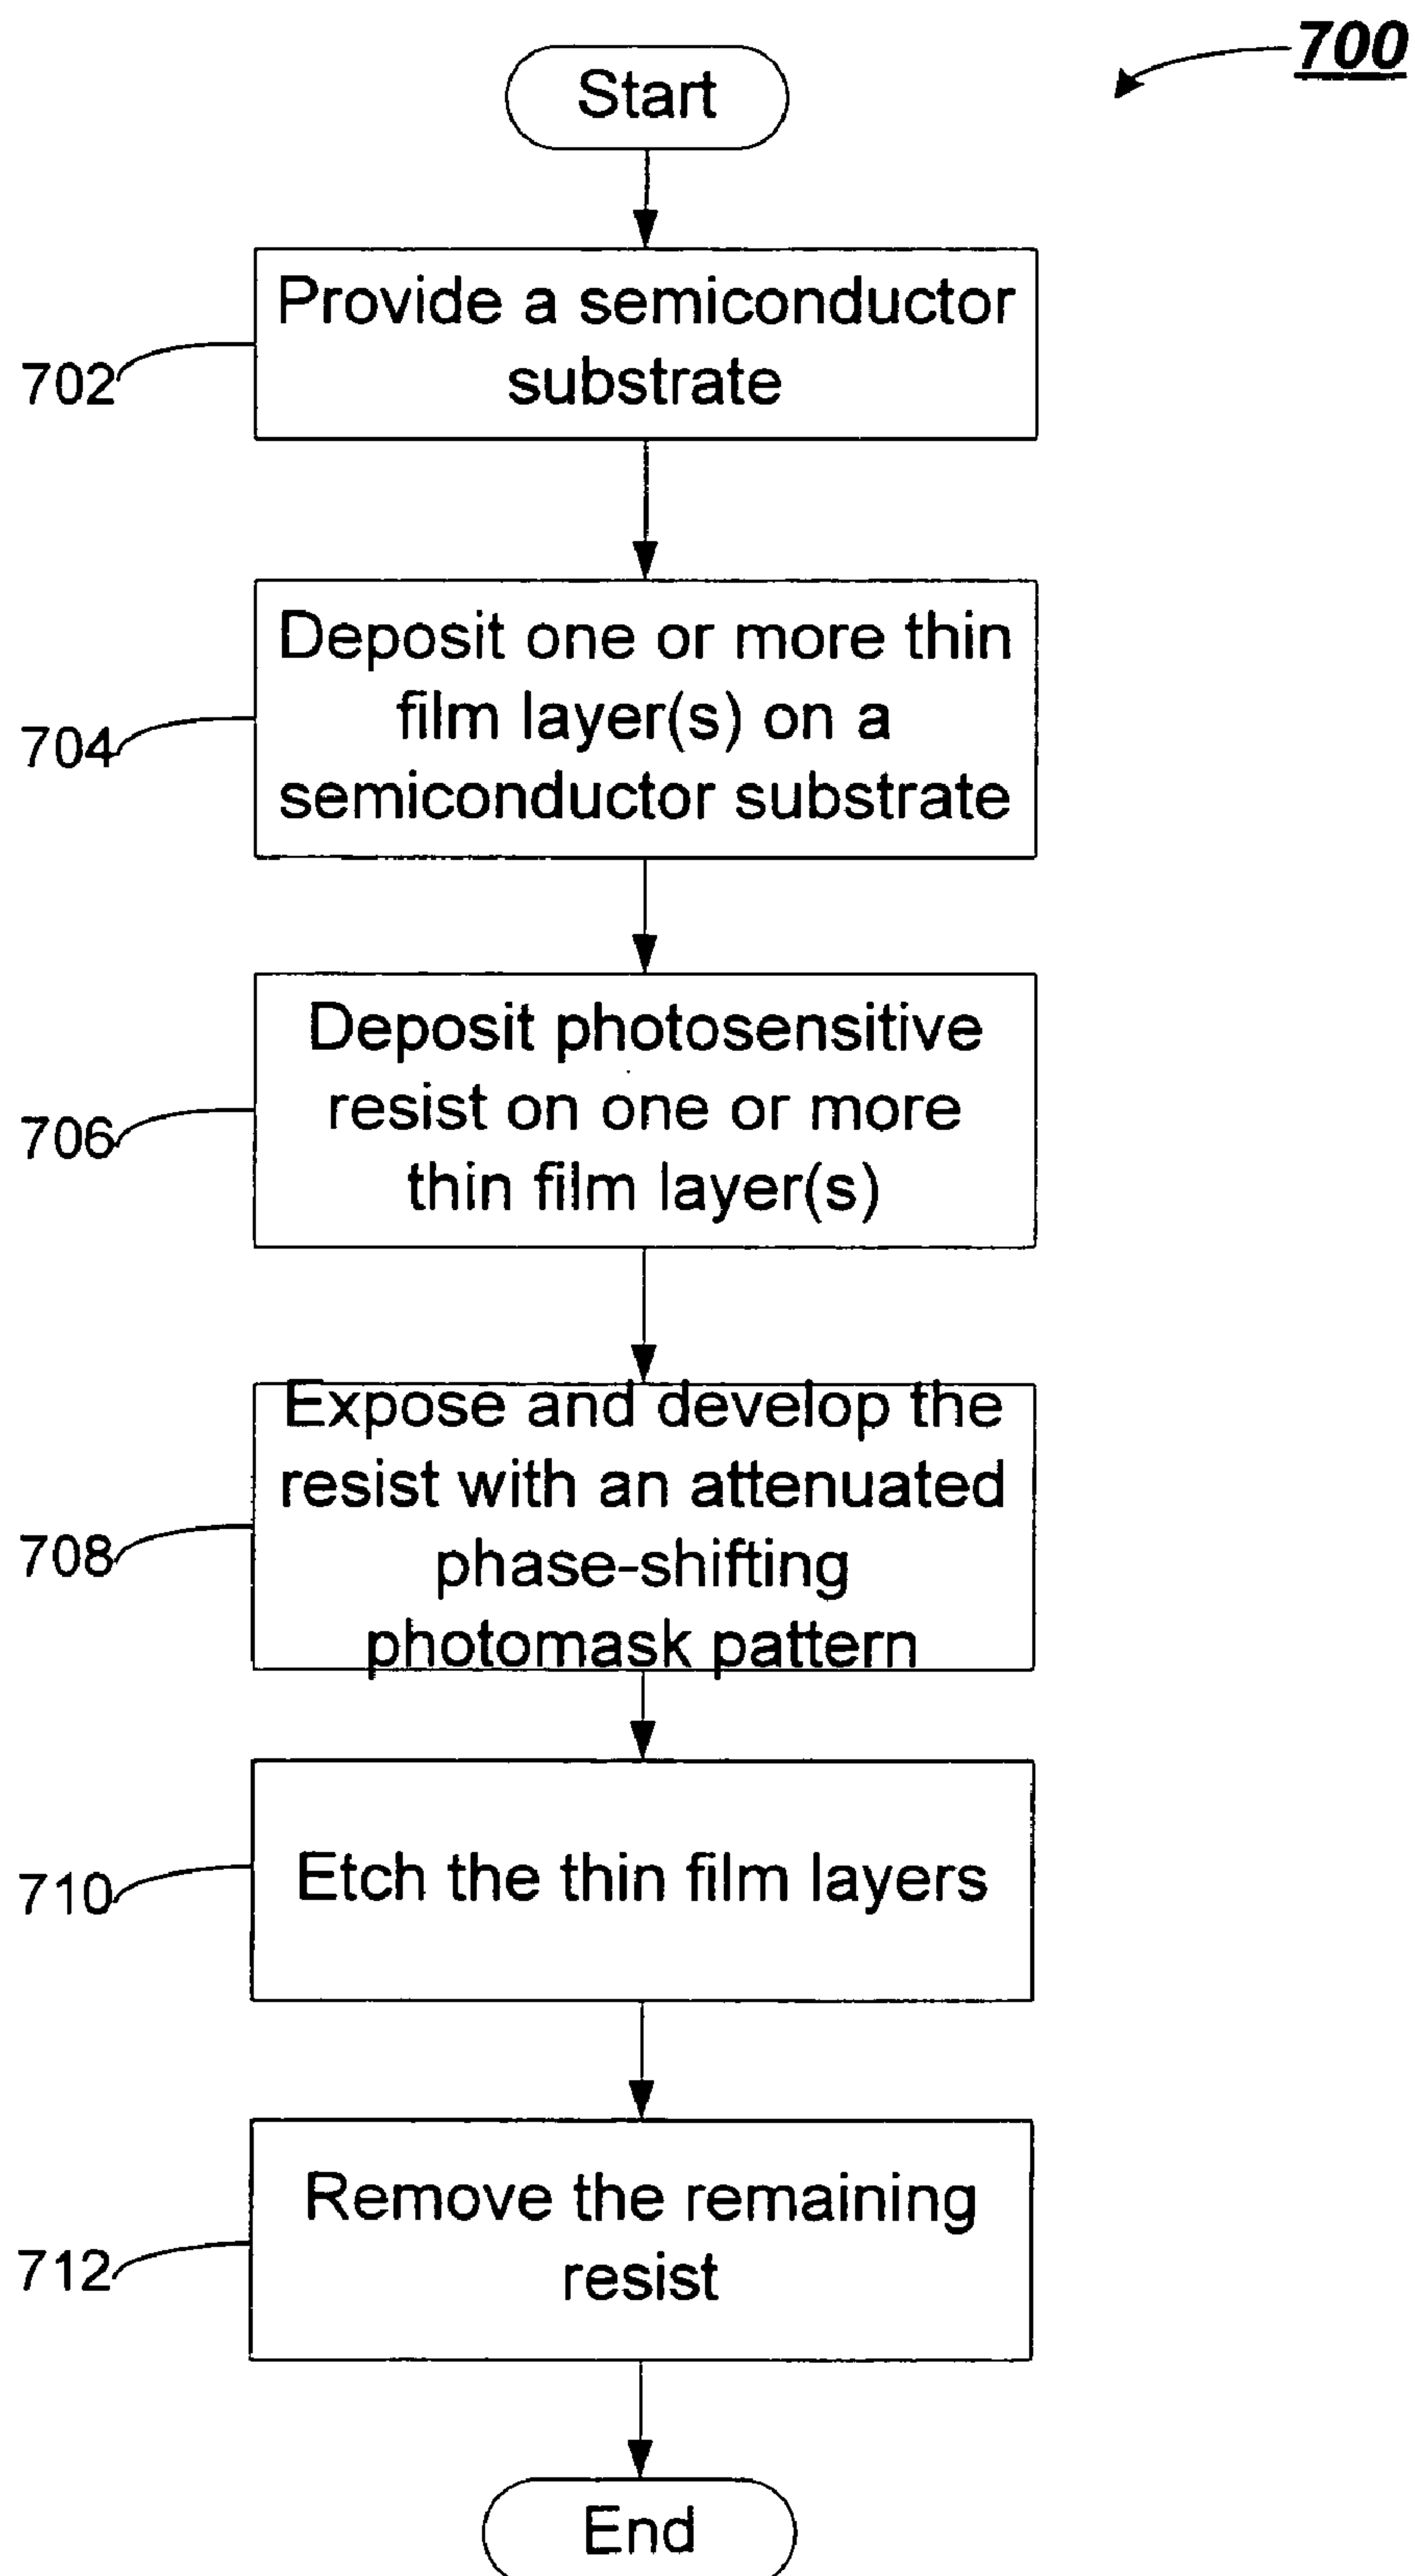 700
Start
702
Provide a semiconductor
substrate
704
Deposit one or more thin
film layer(s) on a
semiconductor substrate
706
Deposit photosensitive
resist on one or more
thin film layer(s)
708
Expose and develop the
resist with an attenuated
phase-shifting
photomask pattern
710
Etch the thin film layers
712
Remove the remaining
resist
End